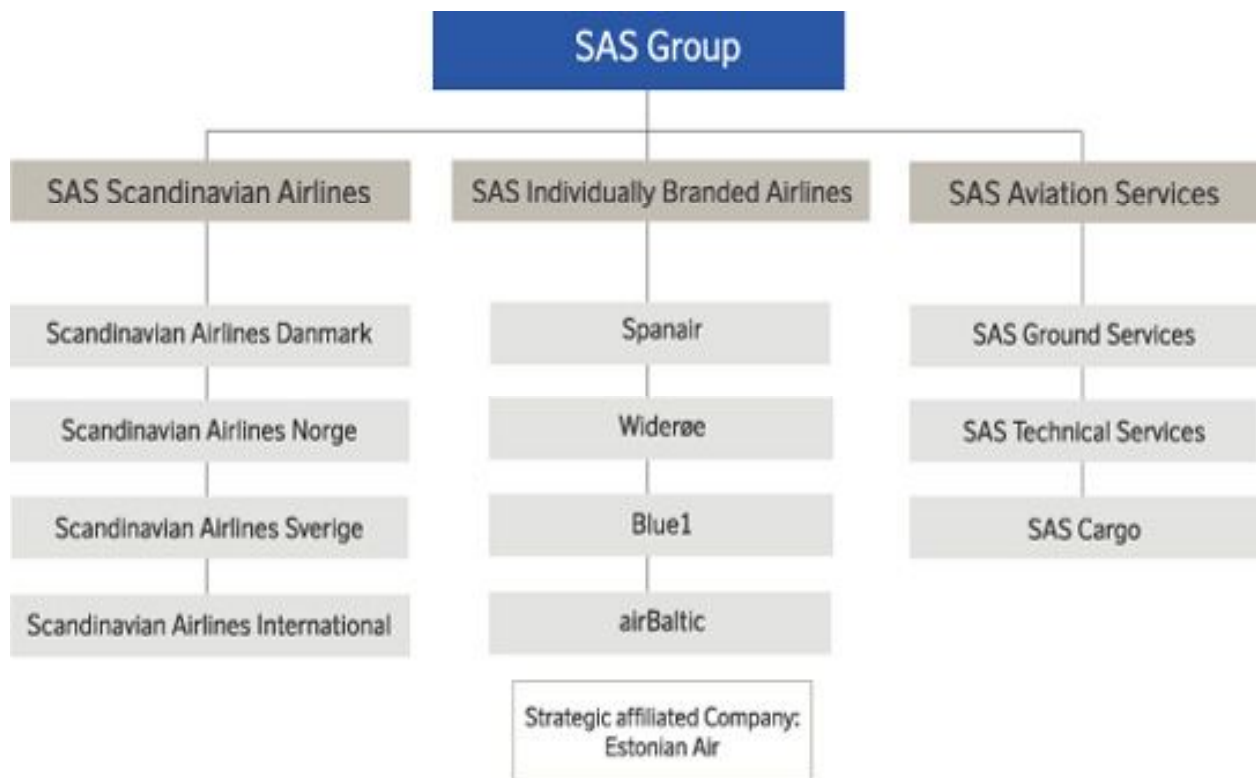 SAS Group
SAS Scandinavian Airlines
SAS Individually Branded Airlines
SAS Aviation Services
Scandinavian Airlines Danmark
Spanair
SAS Ground Services
Scandinavian Airlines Norge
Widerøe
SAS Technical Services
Scandinavian Airlines Sverige
Blue1
SAS Cargo
Scandinavian Airlines International
airBaltic
Strategic affiliated Company:
Estonian Air